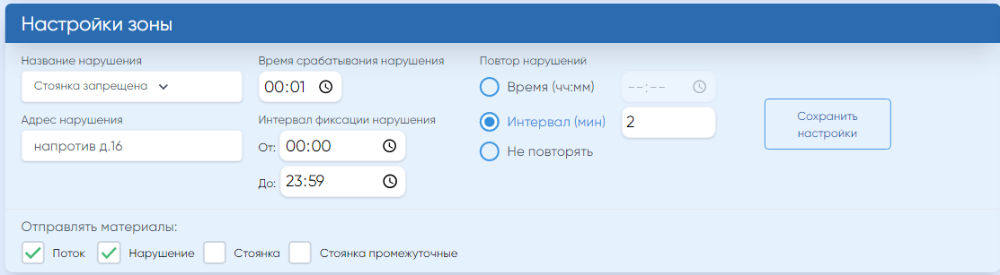 Настройки зоны
Название нарушения
Стоянка запрещена
Адрес нарушения
напротив д.16
Время срабатывания нарушения
00:01
Интервал фиксации нарушения
От: 00:00
До: 23:59
Повтор нарушений
Время (чч:мм) --:--
Интервал (мин) 2
Не повторять
Сохранить
настройки
Отправлять материалы:
Поток Нарушение Стоянка Стоянка промежуточные